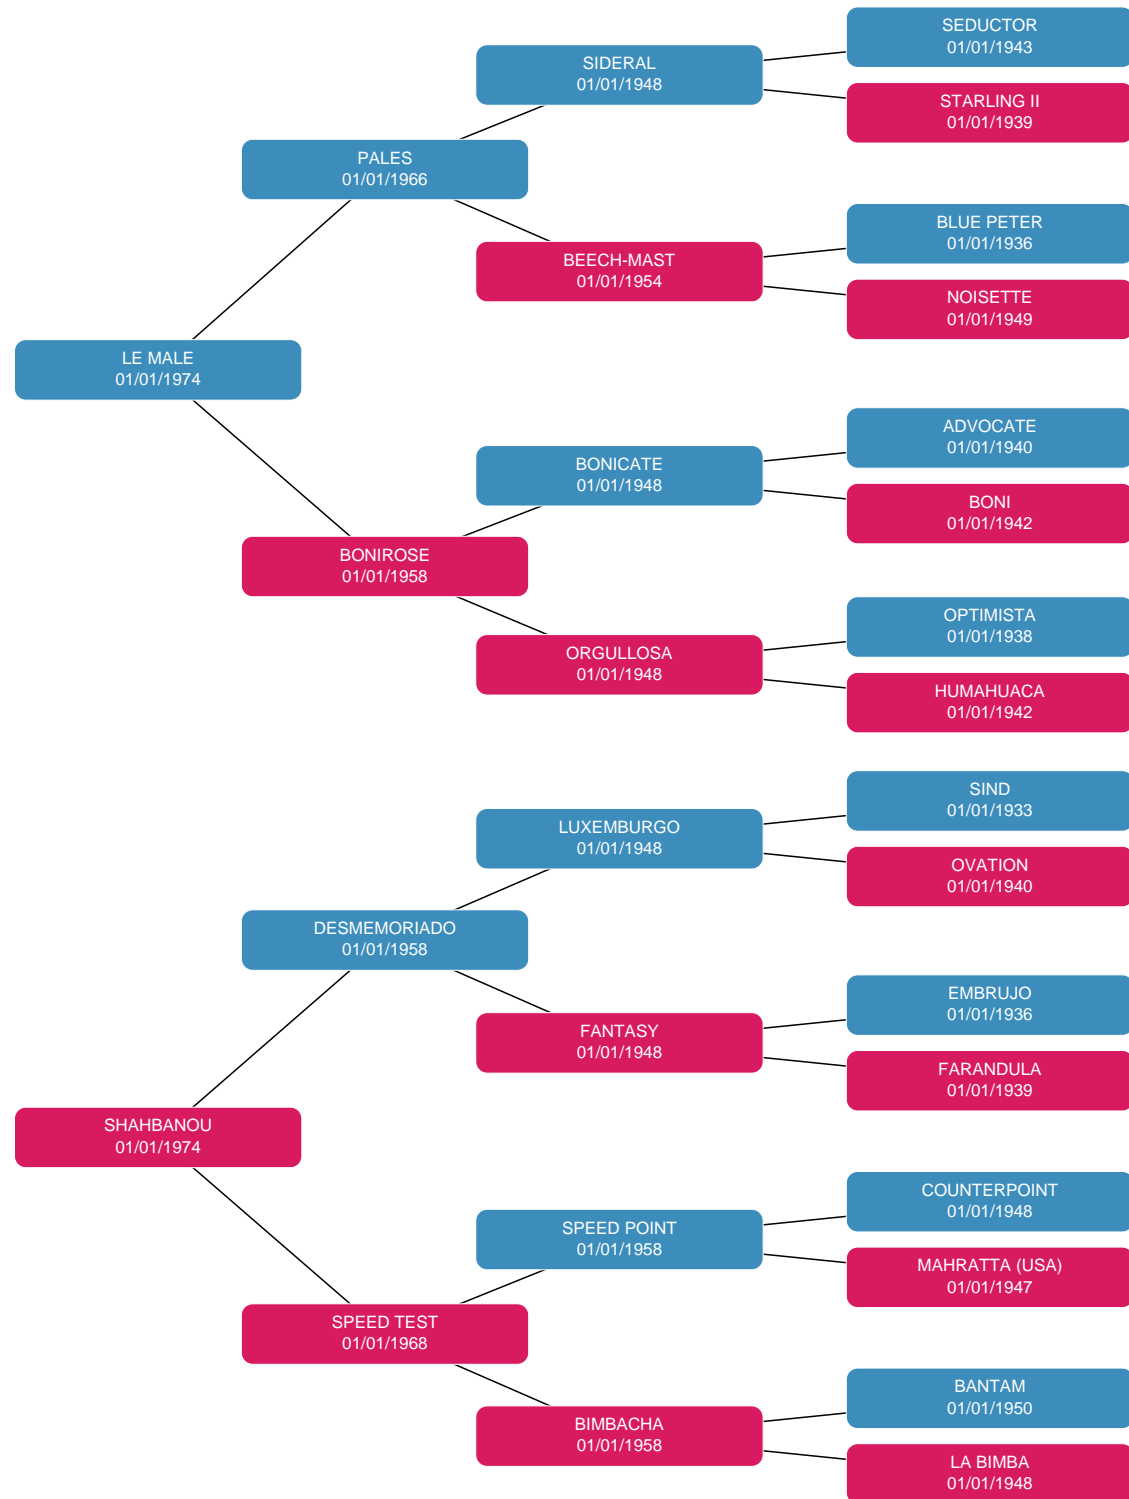 SEDUCTOR
01/01/1943
SIDERAL
01/01/1948
STARLING II
01/01/1939
PALES
01/01/1966
BLUE PETER
01/01/1936
BEECH-MAST
01/01/1954
NOISETTE
01/01/1949
LE MALE
01/01/1974
ADVOCATE
01/01/1940
BONICATE
01/01/1948
BONI
01/01/1942
BONIROSE
01/01/1958
OPTIMISTA
01/01/1938
ORGULLOSA
01/01/1948
HUMAHUACA
01/01/1942
SIND
01/01/1933
LUXEMBURGO
01/01/1948
OVATION
01/01/1940
DESMEMORIADO
01/01/1958
EMBRUJO
01/01/1936
FANTASY
01/01/1948
FARANDULA
01/01/1939
SHAHBANOU
01/01/1974
COUNTERPOINT
01/01/1948
SPEED POINT
01/01/1958
MAHRATTA (USA)
01/01/1947
SPEED TEST
01/01/1968
BANTAM
01/01/1950
BIMBACHA
01/01/1958
LA BIMBA
01/01/1948